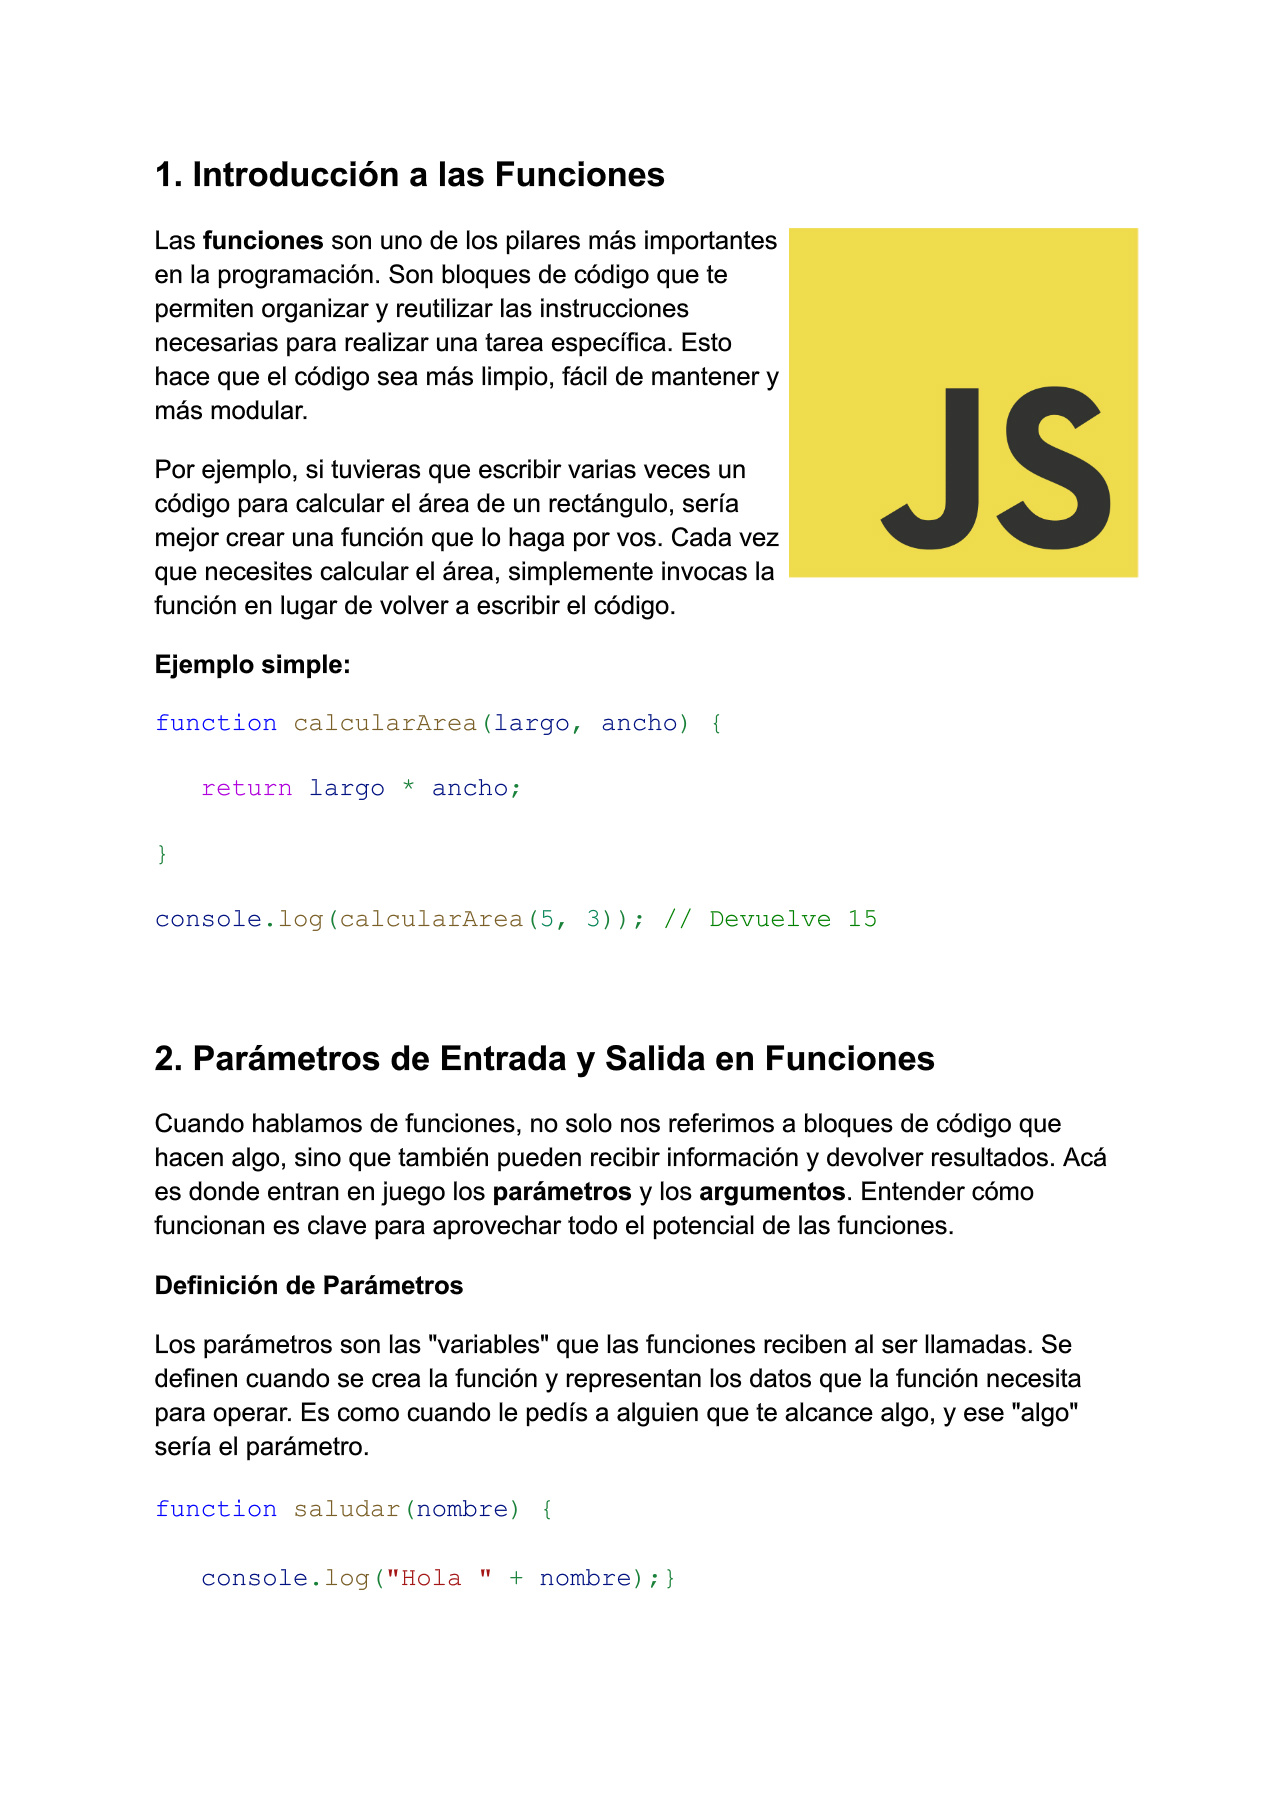 1. Introducción a las Funciones
Las funciones son uno de los pilares más importantes
en la programación. Son bloques de código que te
permiten organizar y reutilizar las instrucciones
necesarias para realizar una tarea específica. Esto
hace que el código sea más limpio, fácil de mantener y
más modular.
JS
Por ejemplo, si tuvieras que escribir varias veces un
código para calcular el área de un rectángulo, sería
mejor crear una función que lo haga por vos. Cada vez
que necesites calcular el área, simplemente invocas la
función en lugar de volver a escribir el código.
Ejemplo simple:
function calcularArea(largo, ancho) {
   return largo * ancho;
}
console.log(calcularArea(5, 3)); // Devuelve 15
2. Parámetros de Entrada y Salida en Funciones
Cuando hablamos de funciones, no solo nos referimos a bloques de código que
hacen algo, sino que también pueden recibir información y devolver resultados. Acá
es donde entran en juego los parámetros y los argumentos. Entender cómo
funcionan es clave para aprovechar todo el potencial de las funciones.
Definición de Parámetros
Los parámetros son las "variables" que las funciones reciben al ser llamadas. Se
definen cuando se crea la función y representan los datos que la función necesita
para operar. Es como cuando le pedís a alguien que te alcance algo, y ese "algo"
sería el parámetro.
function saludar(nombre) {
   console.log("Hola " + nombre);}